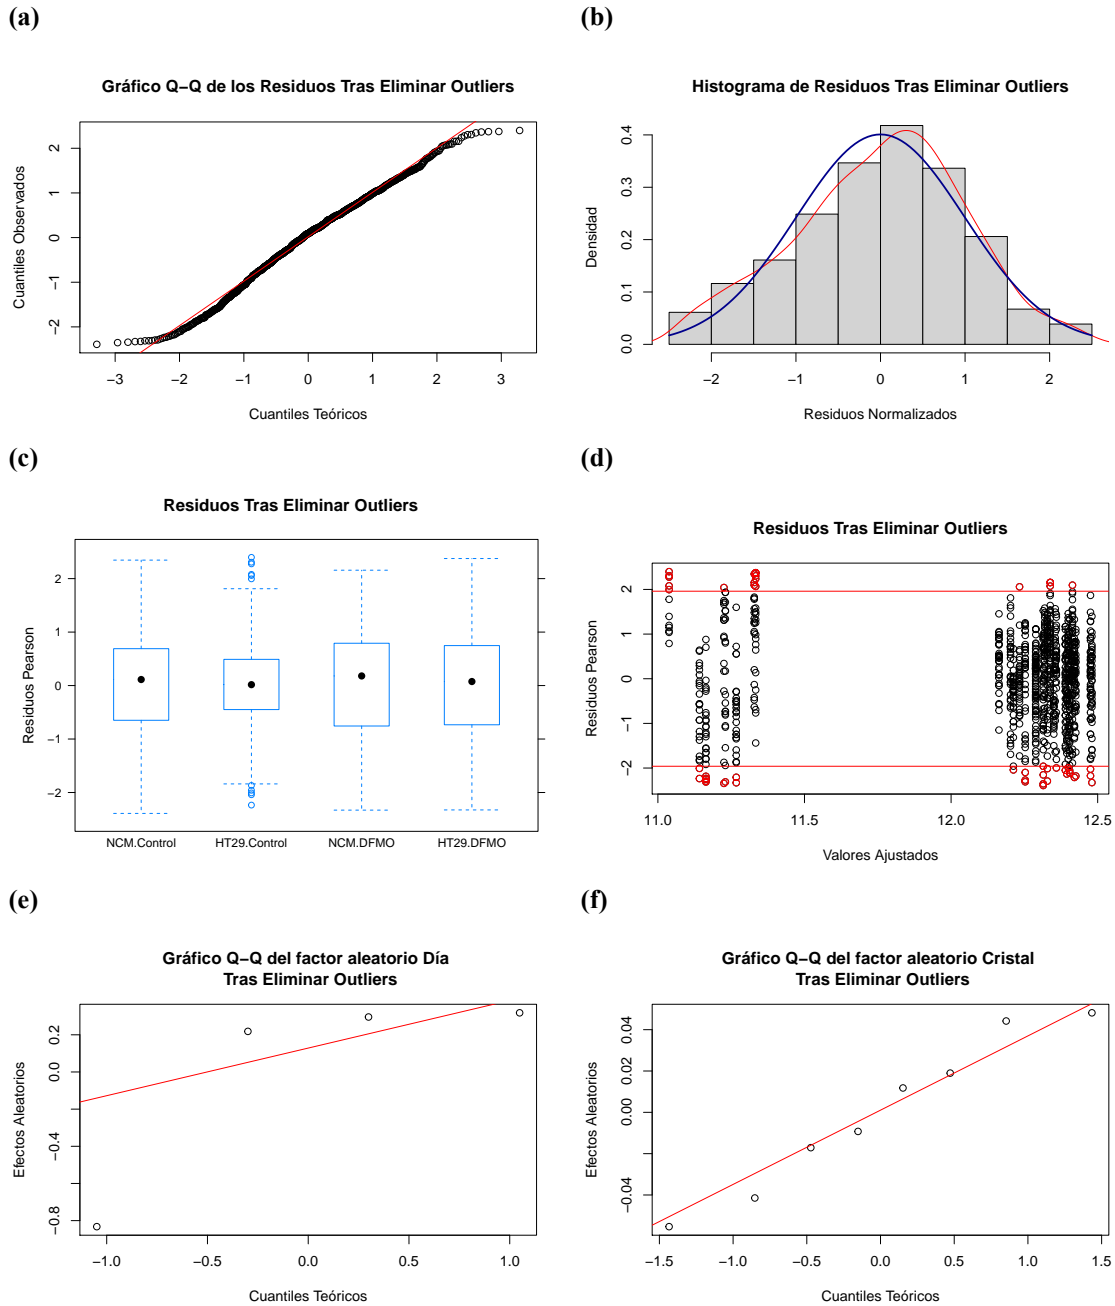 (a)
Gráfico Q−Q de los Residuos Tras Eliminar Outliers
Cuantiles Observados
2
1
0
−1
−2
−3 −2 −1 0 1 2 3
Cuantiles Teóricos
(b)
Histograma de Residuos Tras Eliminar Outliers
Densidad
0.4
0.3
0.2
0.1
0.0
−2 −1 0 1 2
Residuos Normalizados
(c)
Residuos Tras Eliminar Outliers
Residuos Pearson
2
1
0
−1
−2
NCM.Control HT29.Control NCM.DFMO HT29.DFMO
(d)
Residuos Tras Eliminar Outliers
Residuos Pearson
2
1
0
−1
−2
11.0 11.5 12.0 12.5
Valores Ajustados
(e)
Gráfico Q−Q del factor aleatorio Día
Tras Eliminar Outliers
Efectos Aleatorios
0.2
0.0
−0.4
−0.8
−1.0 −0.5 0.0 0.5 1.0
Cuantiles Teóricos
(f)
Gráfico Q−Q del factor aleatorio Cristal
Tras Eliminar Outliers
Efectos Aleatorios
0.04
0.02
0.00
−0.04
−1.5 −1.0 −0.5 0.0 0.5 1.0 1.5
Cuantiles Teóricos